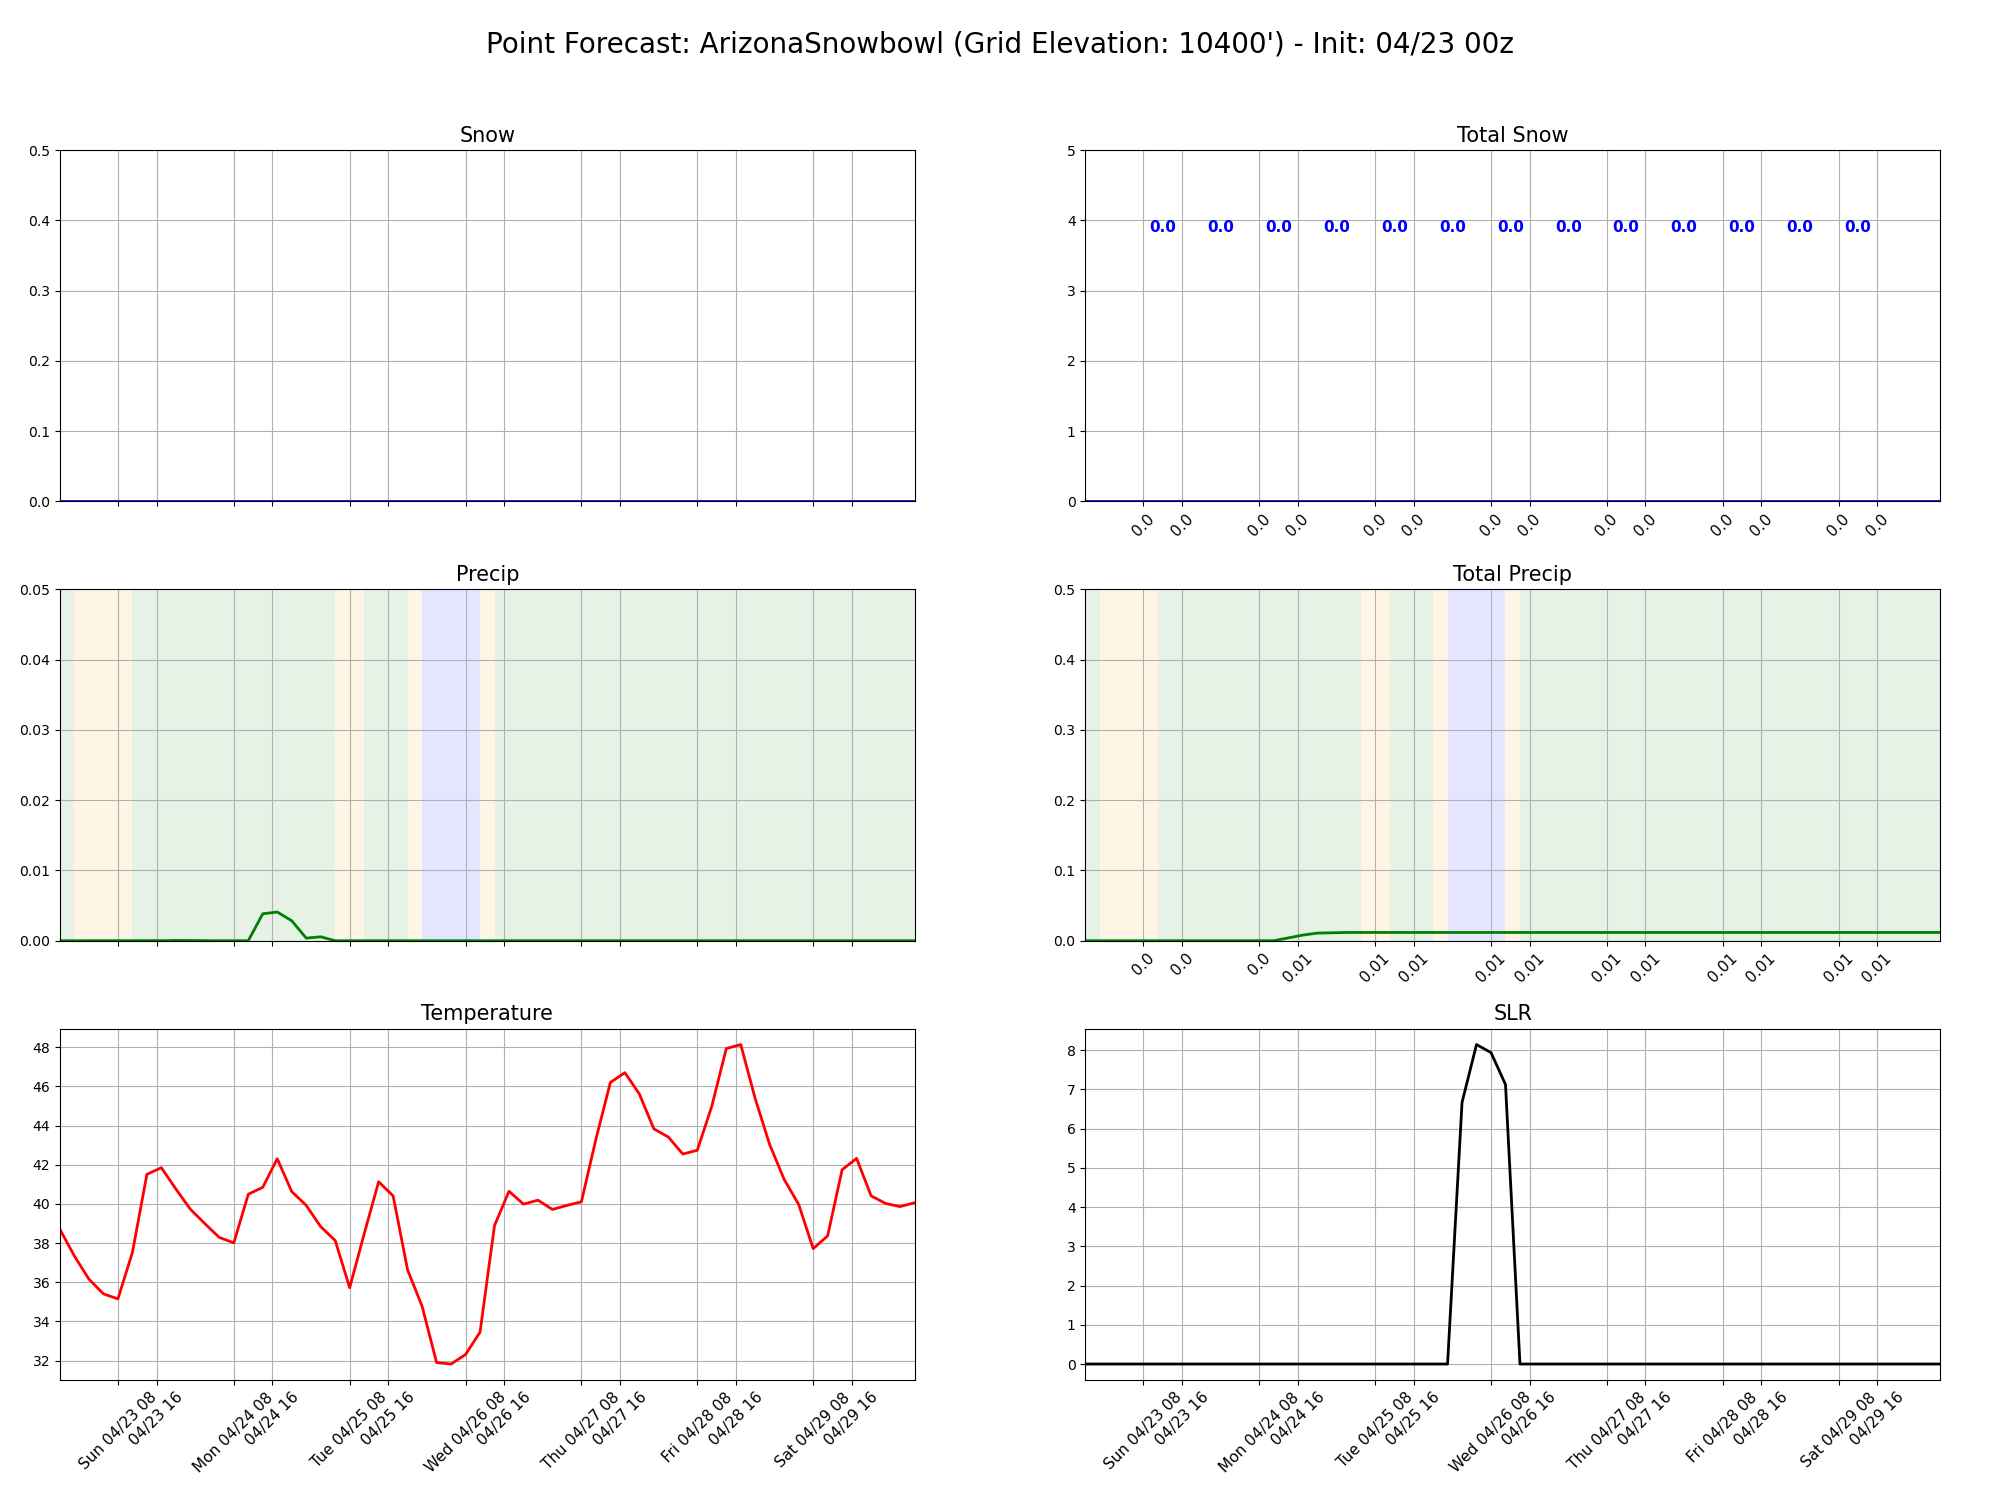 Point Forecast: ArizonaSnowbowl (Grid Elevation: 10400') - Init: 04/23 00z
Snow
0.5
0.4
0.3
0.2
0.1
0.0
Total Snow
5
4
3
2
1
0
0.0 0.0 0.0 0.0 0.0 0.0 0.0 0.0 0.0 0.0 0.0 0.0 0.0
0.0 0.0 0.0 0.0 0.0 0.0 0.0 0.0 0.0 0.0 0.0 0.0 0.0 0.0
Precip
0.05
0.04
0.03
0.02
0.01
0.00
Total Precip
0.5
0.4
0.3
0.2
0.1
0.0
0.0 0.0 0.0 0.01 0.01 0.01 0.01 0.01 0.01 0.01 0.01 0.01 0.01 0.01
Temperature
48
46
44
42
40
38
36
34
32
Sun 04/23 08
04/23 16
Mon 04/24 08
04/24 16
Tue 04/25 08
04/25 16
Wed 04/26 08
04/26 16
Thu 04/27 08
04/27 16
Fri 04/28 08
04/28 16
Sat 04/29 08
04/29 16
SLR
8
7
6
5
4
3
2
1
0
Sun 04/23 08
04/23 16
Mon 04/24 08
04/24 16
Tue 04/25 08
04/25 16
Wed 04/26 08
04/26 16
Thu 04/27 08
04/27 16
Fri 04/28 08
04/28 16
Sat 04/29 08
04/29 16